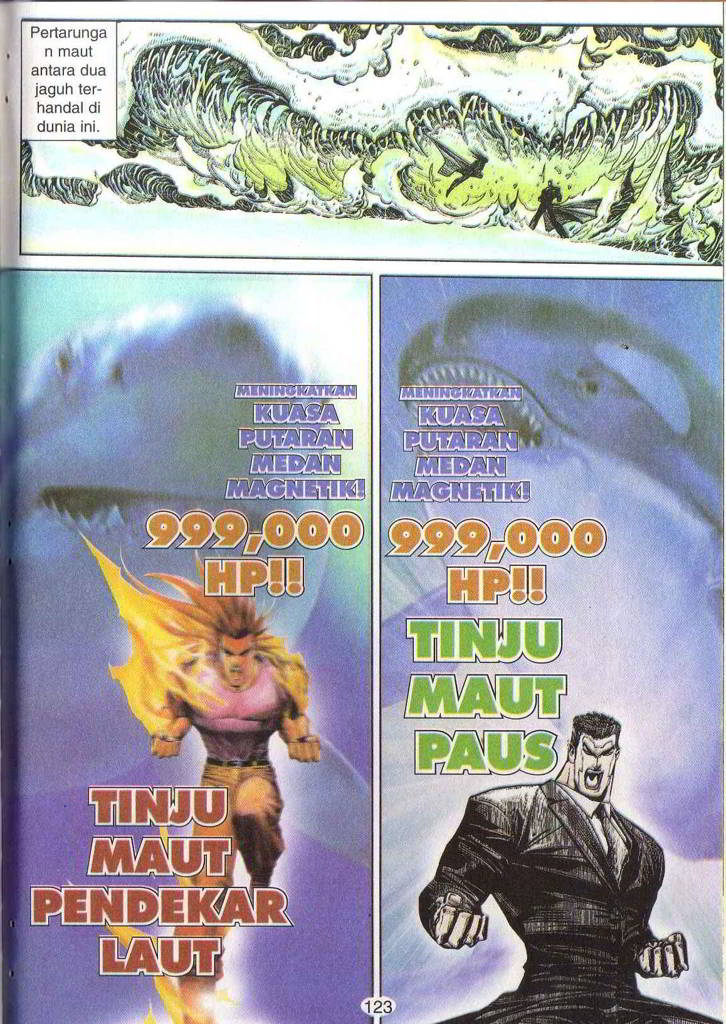 Pertarunga
n maut
antara dua
jaguh ter-
handal di
dunia ini.
MENINGKATKAN
KUASA
PUTARAN
MEDAN
MAGNETIK!
999,000
HP!!
TINJU
MAUT
PENDEKAR
LAUT
MENINGKATKAN
KUASA
PUTARAN
MEDAN
MAGNETIK!
999,000
HP!!
TINJU
MAUT
PAUS
123